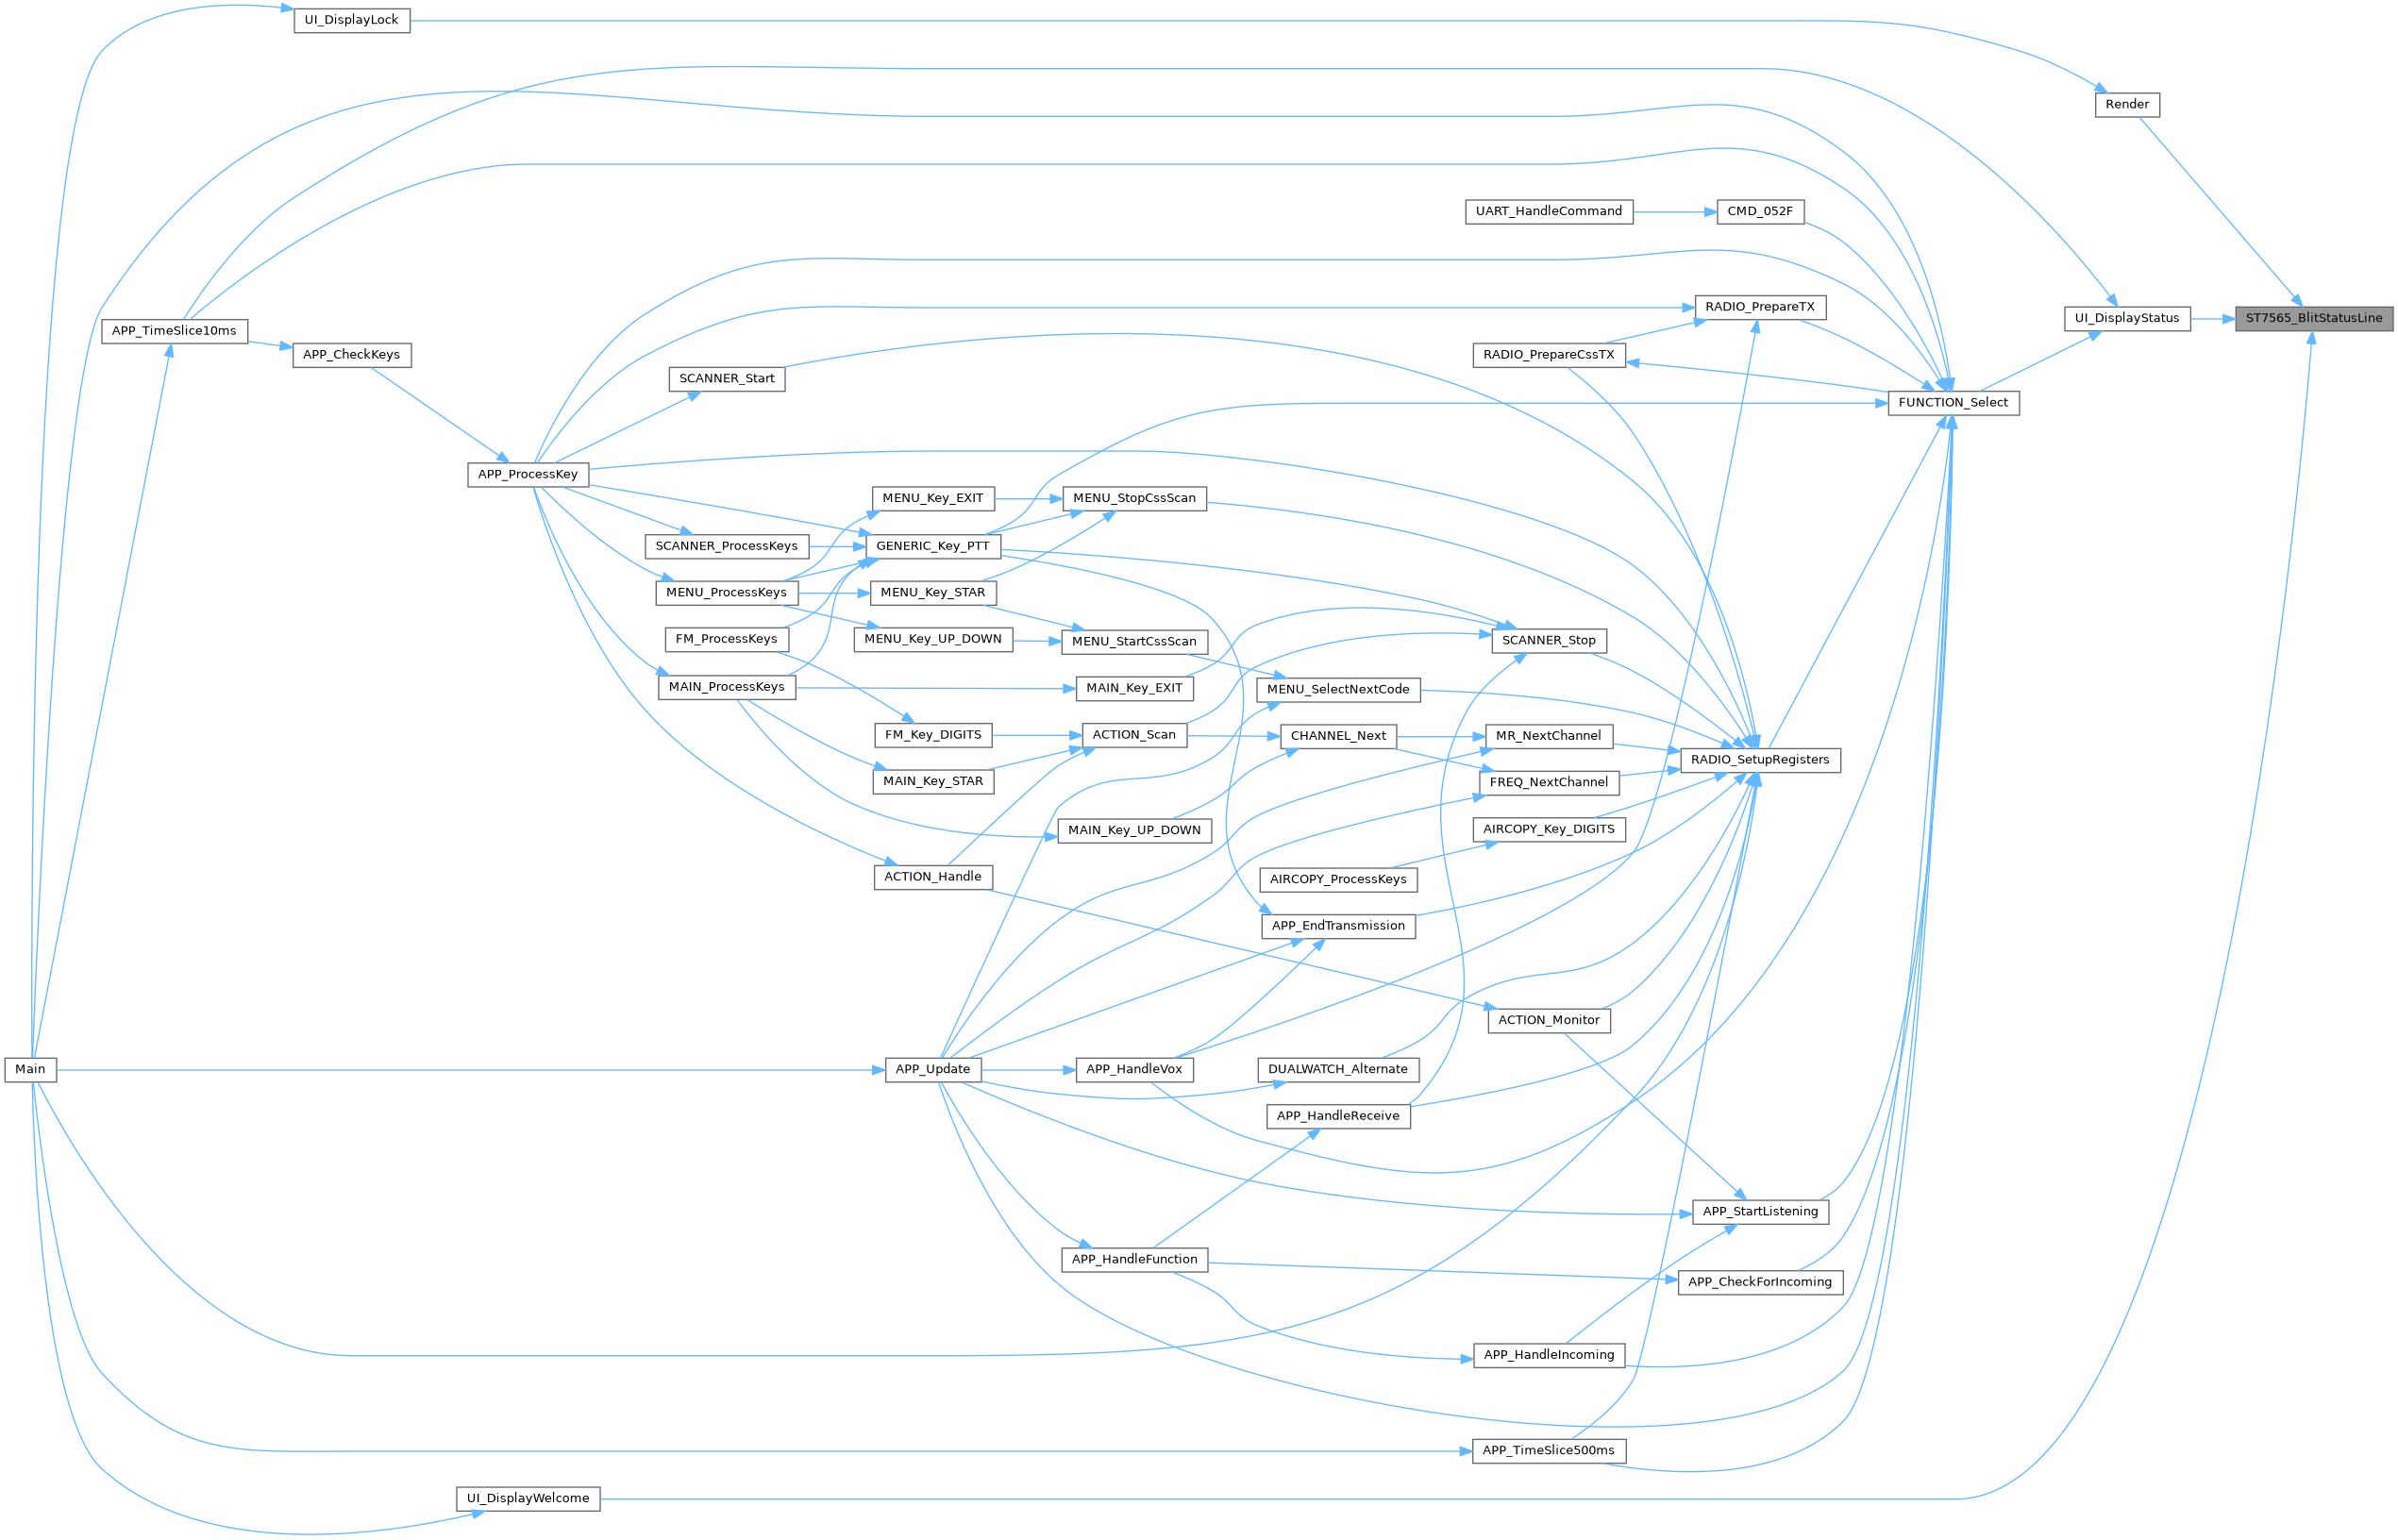 UI_DisplayLock
Render
UART_HandleCommand
CMD_052F
RADIO_PrepareTX
UI_DisplayStatus
ST7565_BlitStatusLine
APP_TimeSlice10ms
APP_CheckKeys
RADIO_PrepareCssTX
SCANNER_Start
FUNCTION_Select
APP_ProcessKey
MENU_Key_EXIT
MENU_StopCssScan
SCANNER_ProcessKeys
GENERIC_Key_PTT
MENU_ProcessKeys
MENU_Key_STAR
FM_ProcessKeys
MENU_Key_UP_DOWN
MENU_StartCssScan
SCANNER_Stop
MAIN_ProcessKeys
MAIN_Key_EXIT
MENU_SelectNextCode
FM_Key_DIGITS
ACTION_Scan
CHANNEL_Next
MR_NextChannel
RADIO_SetupRegisters
MAIN_Key_STAR
FREQ_NextChannel
MAIN_Key_UP_DOWN
AIRCOPY_Key_DIGITS
ACTION_Handle
AIRCOPY_ProcessKeys
APP_EndTransmission
ACTION_Monitor
Main
APP_Update
APP_HandleVox
DUALWATCH_Alternate
APP_HandleReceive
APP_StartListening
APP_HandleFunction
APP_CheckForIncoming
APP_HandleIncoming
APP_TimeSlice500ms
UI_DisplayWelcome